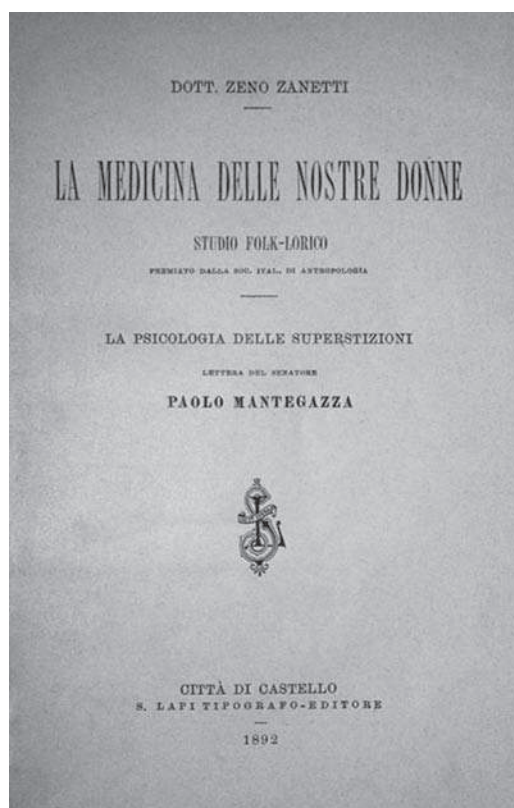 DOTT. ZENO ZANETTI
LA MEDICINA DELLE NOSTRE DONNE
STUDIO FOLK-LORICO
PREMIATO DALLA SOC. ITAL. DI ANTROPOLOGIA
LA PSICOLOGIA DELLE SUPERSTIZIONI
LETTERA DEL SENATORE
PAOLO MANTEGAZZA
CITTÀ DI CASTELLO
S. LAPI TIPOGRAFO-EDITORE
1892